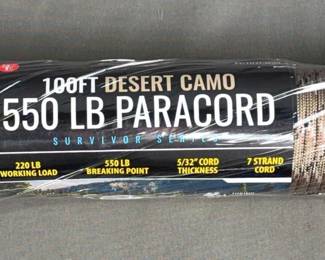 100FT DESERT CAMO
550 LB PARACORD
SURVIVOR SERIES
220 LB WORKING LOAD
550 LB BREAKING POINT
5/32" CORD THICKNESS
7 STRAND CORD